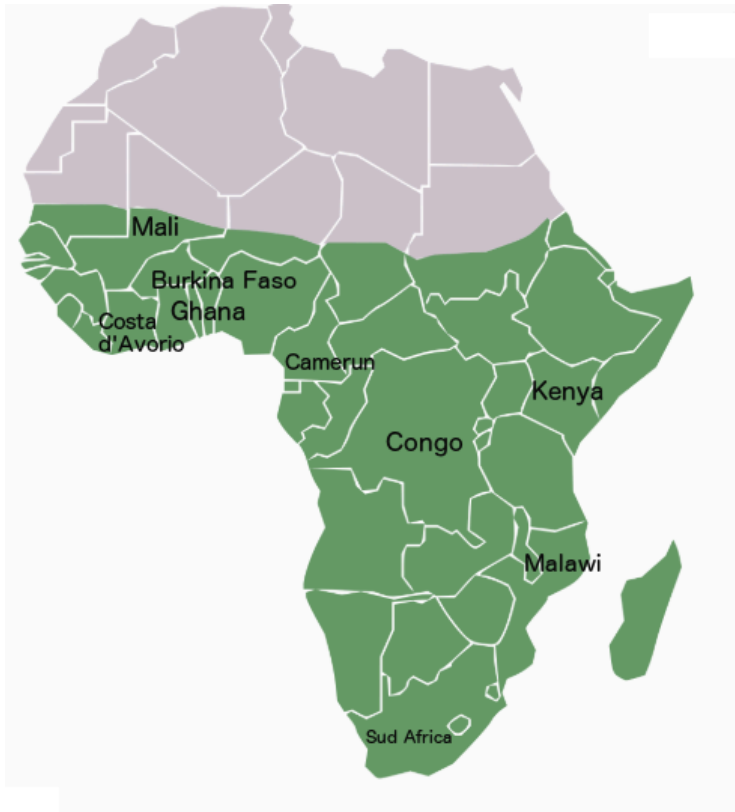 Mali
Burkina Faso
Ghana
Costa
d'Avorio
Camerun
Kenya
Congo
Malawi
Sud Africa